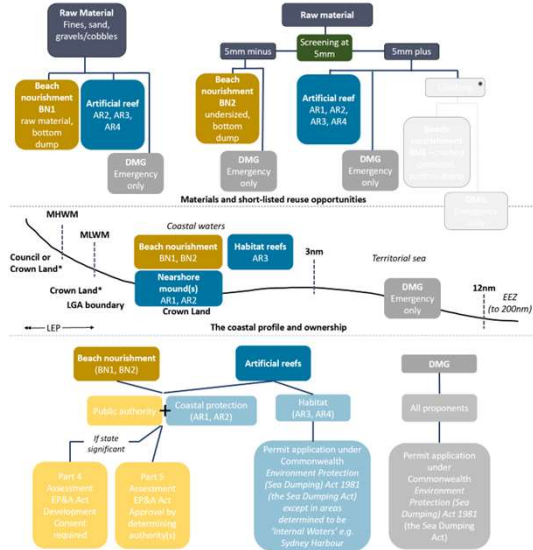 Raw Material
Fines, sand,
gravels/cobbles
Beach
nourishment
BN1
raw material,
bottom
dump
Artificial reef
AR2, AR3,
AR4
DMG
Emergency
only
Raw material
5mm minus
Screening at
5mm
5mm plus
Beach
nourishment
BN2
undersized,
bottom
dump
Artificial reef
AR1, AR2,
AR3, AR4
DMG
Emergency
only
*
Beach
nourishment
DMG
Emergency
only
Materials and short-listed reuse opportunities
MHWM
MLWM
Coastal waters
Council or
Crown Land*
Crown Land*
LGA boundary
LEP
Beach nourishment
BN1, BN2
Habitat reefs
AR3
Nearshore
mound(s)
AR1, AR2
Crown Land
3nm
Territorial sea
DMG
Emergency
only
12nm
EEZ
(to 200nm)
The coastal profile and ownership
Beach nourishment
(BN1, BN2)
Artificial reefs
DMG
Public authority
+
Coastal protection
(AR1, AR2)
Habitat
(AR3, AR4)
All proponents
If state
significant
Part 4
Assessment
EP&A Act
Development
Consent
required
Part 5
Assessment
EP&A Act
Approval by
determining
authority(s)
Permit application under
Commonwealth
Environment Protection
(Sea Dumping) Act 1981
(the Sea Dumping Act)
except in areas
determined to be
'Internal Waters' e.g.
Sydney Harbour
Permit application
under
Commonwealth
Environment
Protection (Sea
Dumping) Act 1981
(the Sea Dumping
Act)